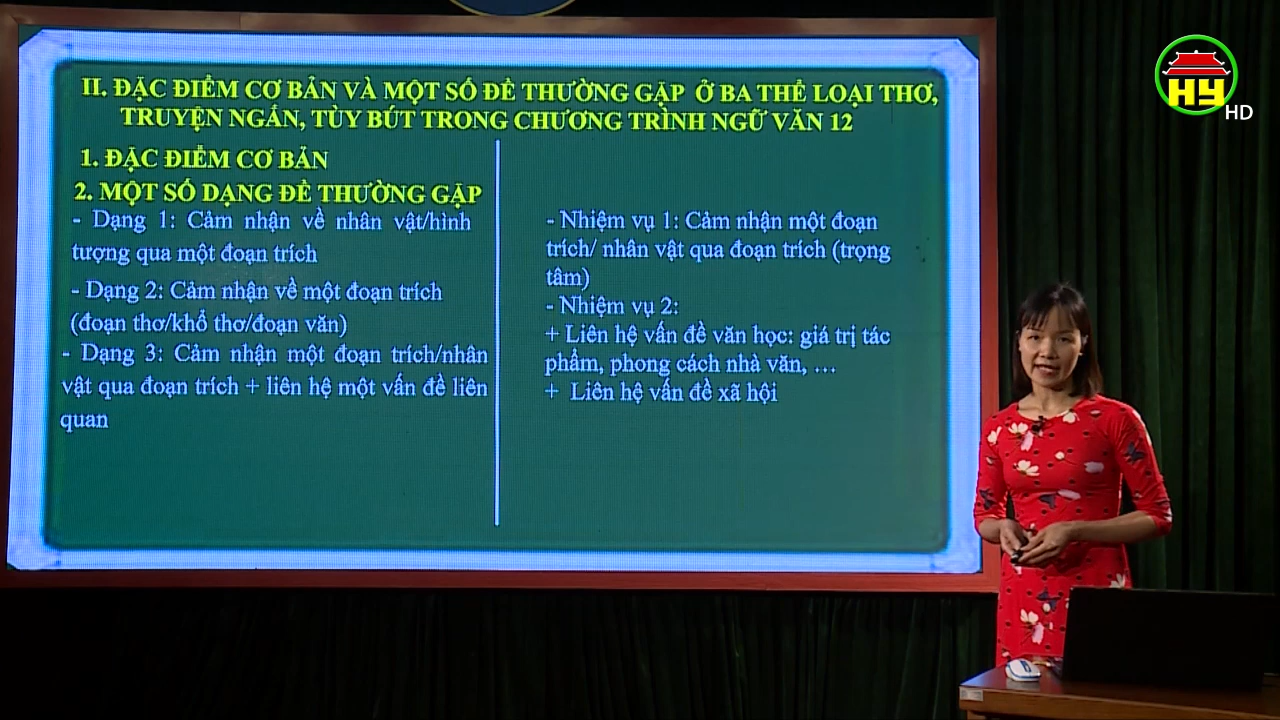 II. ĐẶC ĐIỂM CƠ BẢN VÀ MỘT SỐ ĐỀ THƯỜNG GẶP Ở BA THỂ LOẠI THƠ,
TRUYỆN NGẮN, TÙY BÚT TRONG CHƯƠNG TRÌNH NGỮ VĂN 12
1. ĐẶC ĐIỂM CƠ BẢN
2. MỘT SỐ DẠNG ĐỀ THƯỜNG GẶP
- Dạng 1: Cảm nhận về nhân vật/hình
tượng qua một đoạn trích
- Dạng 2: Cảm nhận về một đoạn trích
(đoạn thơ/khổ thơ/đoạn văn)
- Dạng 3: Cảm nhận một đoạn trích/nhân
vật qua đoạn trích + liên hệ một vấn đề liên
quan
- Nhiệm vụ 1: Cảm nhận một đoạn
trích/ nhân vật qua đoạn trích (trọng
tâm)
- Nhiệm vụ 2:
+ Liên hệ vấn đề văn học: giá trị tác
phẩm, phong cách nhà văn, …
+ Liên hệ vấn đề xã hội
HY
HD